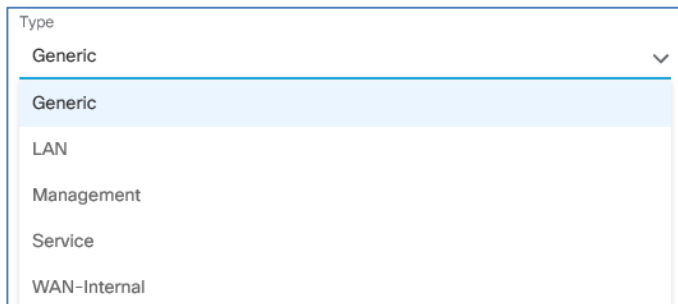 Type
Generic
Generic
LAN
Management
Service
WAN-Internal